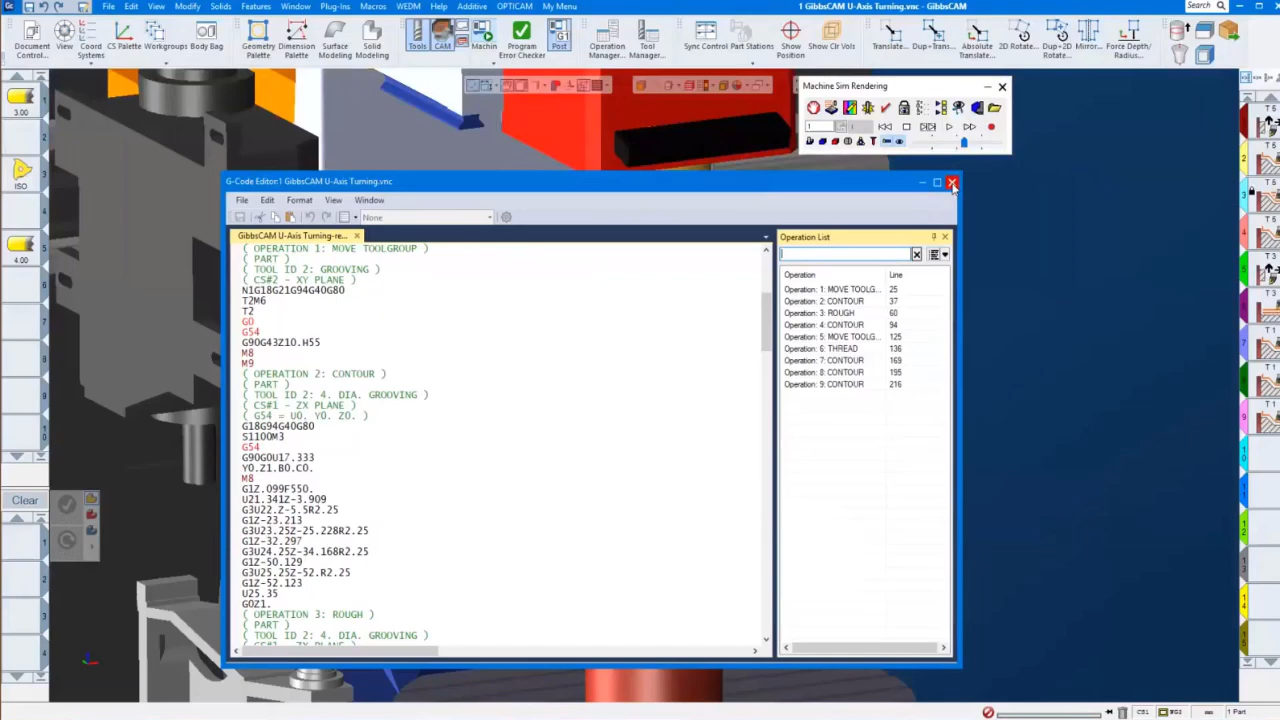 File Edit View Modify Solids Features Window Plug-Ins Macros WEDM Help Additive OPTICAM My Menu
1 GibbsCAM U-Axis Turning.vnc - GibbsCAM
Search
Document Control...
View
Coord Systems
CS Palette
Workgroups
Body Bag
Geometry Palette
Dimension Palette
Surface Modeling
Solid Modeling
Tools
CAM
Machin
Program Error Checker
Post
Operation Manager...
Tool Manager...
Sync Control
Part Stations
Show Position
Show Clr Vols
Translate...
Dup+Trans...
Absolute Translate...
2D Rotate...
Dup+2D Rotate
Mirror...
Force Depth/ Radius...
Machine Sim Rendering
1
3.00
ISO
4.00
Clear
G-Code Editor:1 GibbsCAM U-Axis Turning.vnc
File Edit Format View Window
None
GibbsCAM U-Axis Turning-re...
( OPERATION 1: MOVE TOOLGROUP )
( PART )
( TOOL ID 2: GROOVING )
( CS#2 - XY PLANE )
N1G18G21G94G40G80
T2M6
T2
G0
G54
G90G43Z10.H55
M8
M9
( OPERATION 2: CONTOUR )
( PART )
( TOOL ID 2: 4. DIA. GROOVING )
( CS#1 - ZX PLANE )
( G54 = U0. Y0. Z0. )
G18G94G40G80
S1100M3
G54
G90G0U17.333
Y0.Z1.B0.C0.
M8
G1Z.099F550.
U21.341Z-3.909
G3U22.Z-5.5R2.25
G1Z-23.213
G3U23.25Z-25.228R2.25
G1Z-32.297
G3U24.25Z-34.168R2.25
G1Z-50.129
G3U25.25Z-52.R2.25
G1Z-52.123
U25.35
G0Z1.
( OPERATION 3: ROUGH )
( PART )
( TOOL ID 2: 4. DIA. GROOVING )
( CS#1 - ZX PLANE )
Operation List
Operation Line
Operation: 1: MOVE TOOLG... 25
Operation: 2: CONTOUR 37
Operation: 3: ROUGH 60
Operation: 4: CONTOUR 94
Operation: 5: MOVE TOOLG... 125
Operation: 6: THREAD 136
Operation: 7: CONTOUR 169
Operation: 8: CONTOUR 195
Operation: 9: CONTOUR 216
CS1
WG2
1 Part